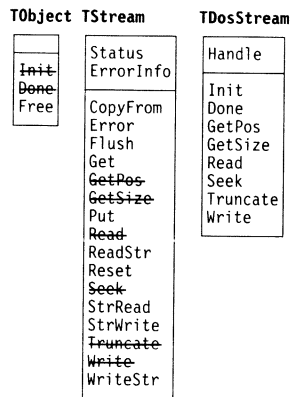 TObject TStream TDosStream
Init
Done
Free
Status
ErrorInfo
CopyFrom
Error
Flush
Get
GetPos
GetSize
Put
Read
ReadStr
Reset
Seek
StrRead
StrWrite
Truncate
Write
WriteStr
Handle
Init
Done
GetPos
GetSize
Read
Seek
Truncate
Write